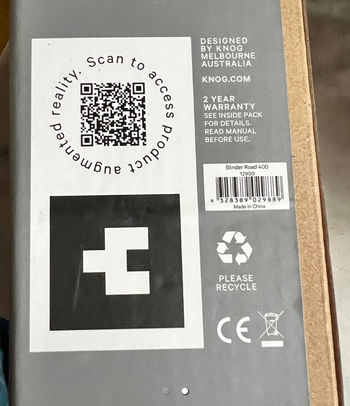 Scan to access product augmented reality.
DESIGNED
BY KNOG
MELBOURNE
AUSTRALIA
KNOG.COM
2 YEAR
WARRANTY
SEE INSIDE PACK
FOR DETAILS.
READ MANUAL
BEFORE USE.
Blinder Road 400
12900
9 328389 029889
Made in China
PLEASE
RECYCLE
CE